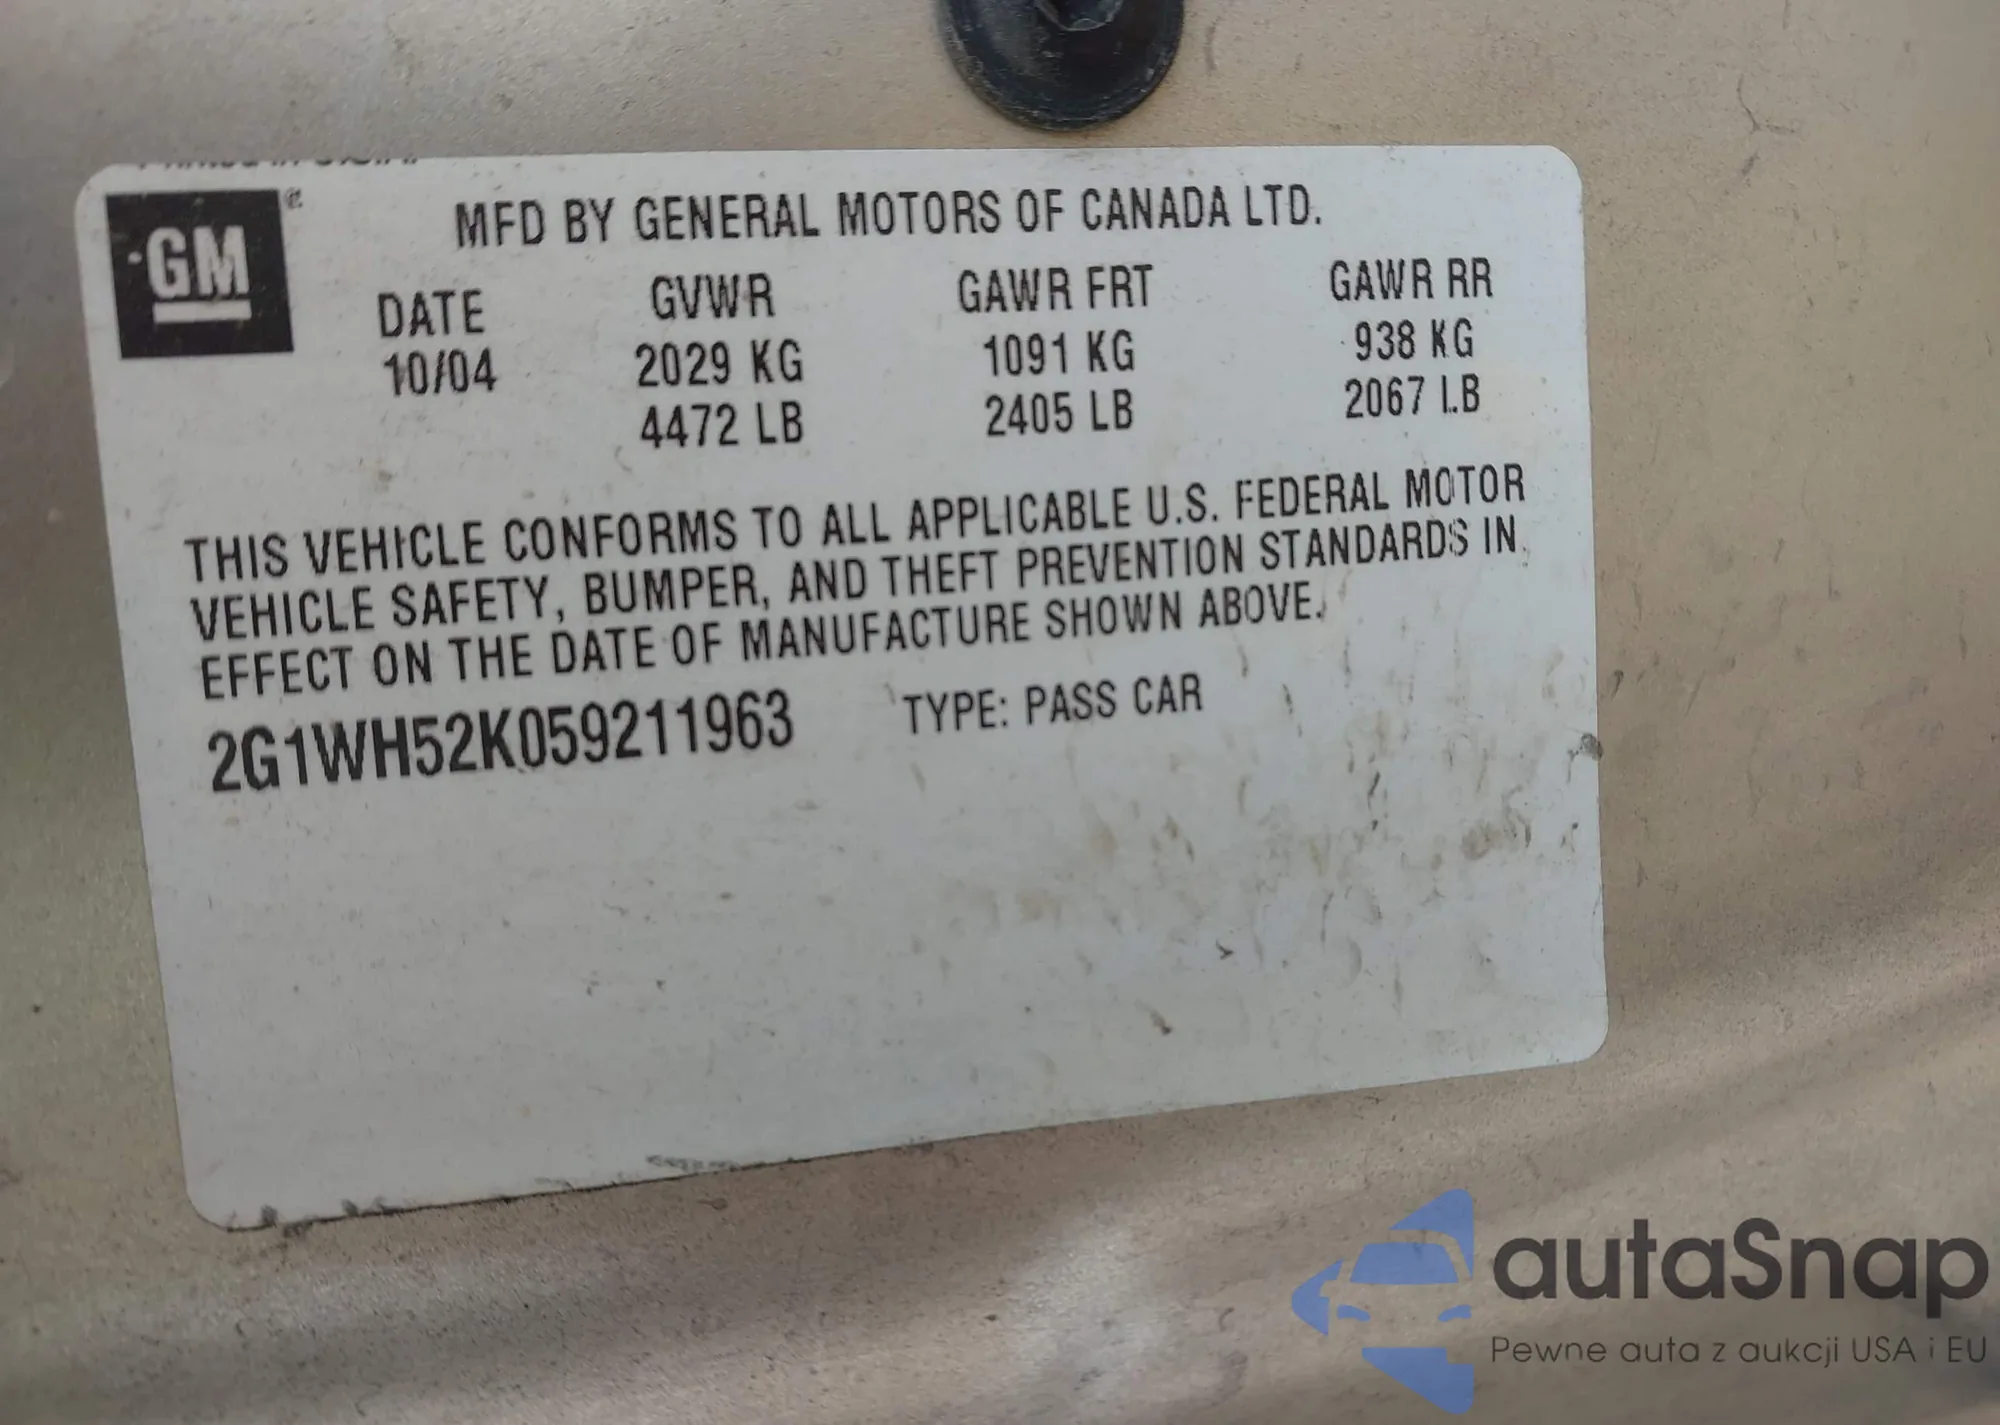 Printed in U.S.A.
GM ®
MFD BY GENERAL MOTORS OF CANADA LTD.
DATE GVWR GAWR FRT GAWR RR
10/04 2029 KG 1091 KG 938 KG
4472 LB 2405 LB 2067 LB
THIS VEHICLE CONFORMS TO ALL APPLICABLE U.S. FEDERAL MOTOR
VEHICLE SAFETY, BUMPER, AND THEFT PREVENTION STANDARDS IN
EFFECT ON THE DATE OF MANUFACTURE SHOWN ABOVE.
2G1WH52K059211963 TYPE: PASS CAR
autaSnap
Pewne auta z aukcji USA i EU